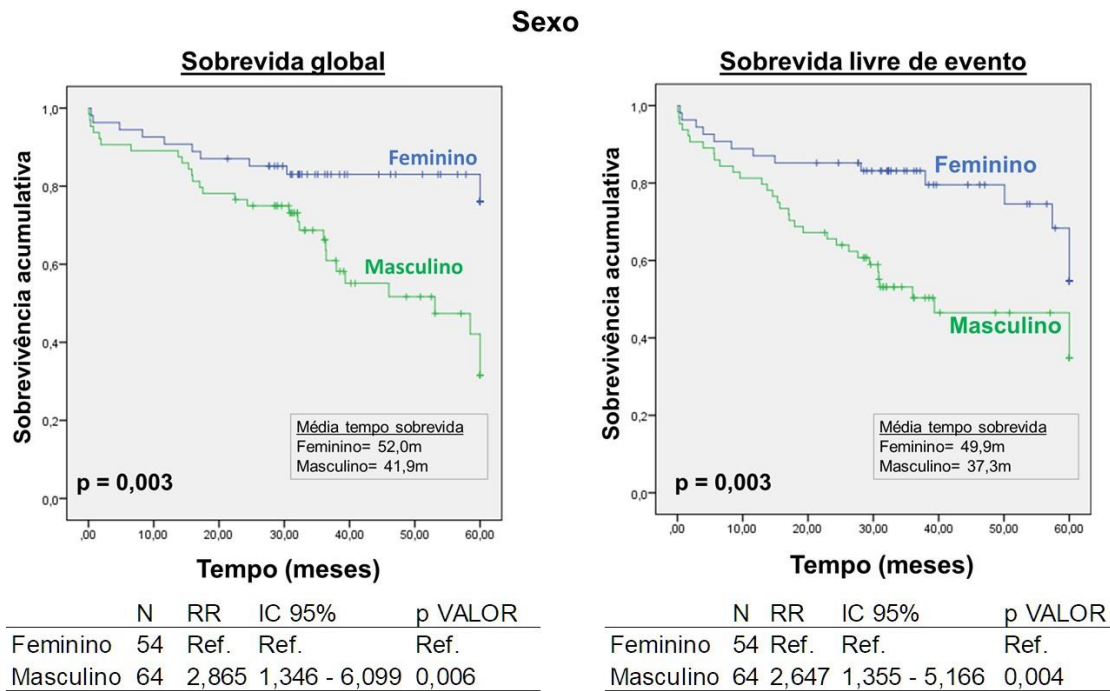 Sexo
Sobrevida global
Sobrevivência acumulativa
1,0
0,8
0,6
0,4
0,2
0,0
Feminino
Masculino
Média tempo sobrevida
Feminino= 52,0m
Masculino= 41,9m
p = 0,003
,00 10,00 20,00 30,00 40,00 50,00 60,00
Tempo (meses)
N RR IC 95% p VALOR
Feminino 54 Ref. Ref. Ref.
Masculino 64 2,865 1,346 - 6,099 0,006
Sobrevida livre de evento
Sobrevivência acumulativa
1,0
0,8
0,6
0,4
0,2
0,0
Feminino
Masculino
Média tempo sobrevida
Feminino= 49,9m
Masculino= 37,3m
p = 0,003
,00 10,00 20,00 30,00 40,00 50,00 60,00
Tempo (meses)
N RR IC 95% p VALOR
Feminino 54 Ref. Ref. Ref.
Masculino 64 2,647 1,355 - 5,166 0,004